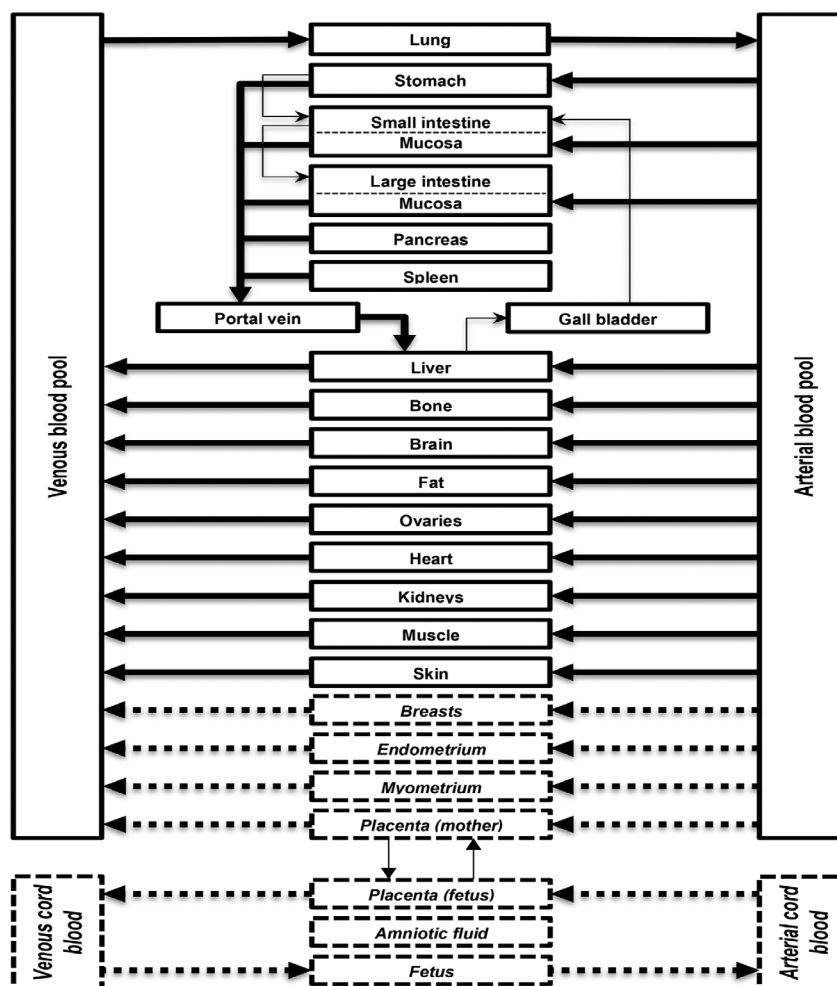 Lung
Stomach
Small intestine
Mucosa
Large intestine
Mucosa
Pancreas
Spleen
Portal vein
Gall bladder
Liver
Bone
Brain
Fat
Ovaries
Heart
Kidneys
Muscle
Skin
Breasts
Endometrium
Myometrium
Placenta (mother)
Placenta (fetus)
Amniotic fluid
Fetus
Venous blood pool
Arterial blood pool
Venous cord
blood
Arterial cord
blood